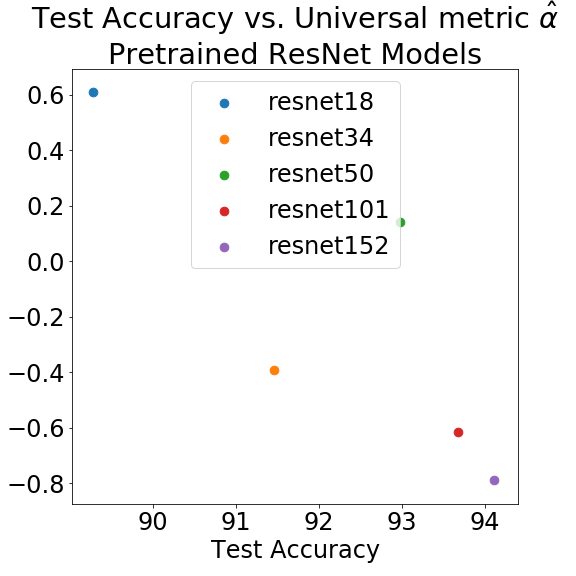 Test Accuracy vs. Universal metric α̂
Pretrained ResNet Models
resnet18
resnet34
resnet50
resnet101
resnet152
0.6
0.4
0.2
0.0
−0.2
−0.4
−0.6
−0.8
90 91 92 93 94
Test Accuracy